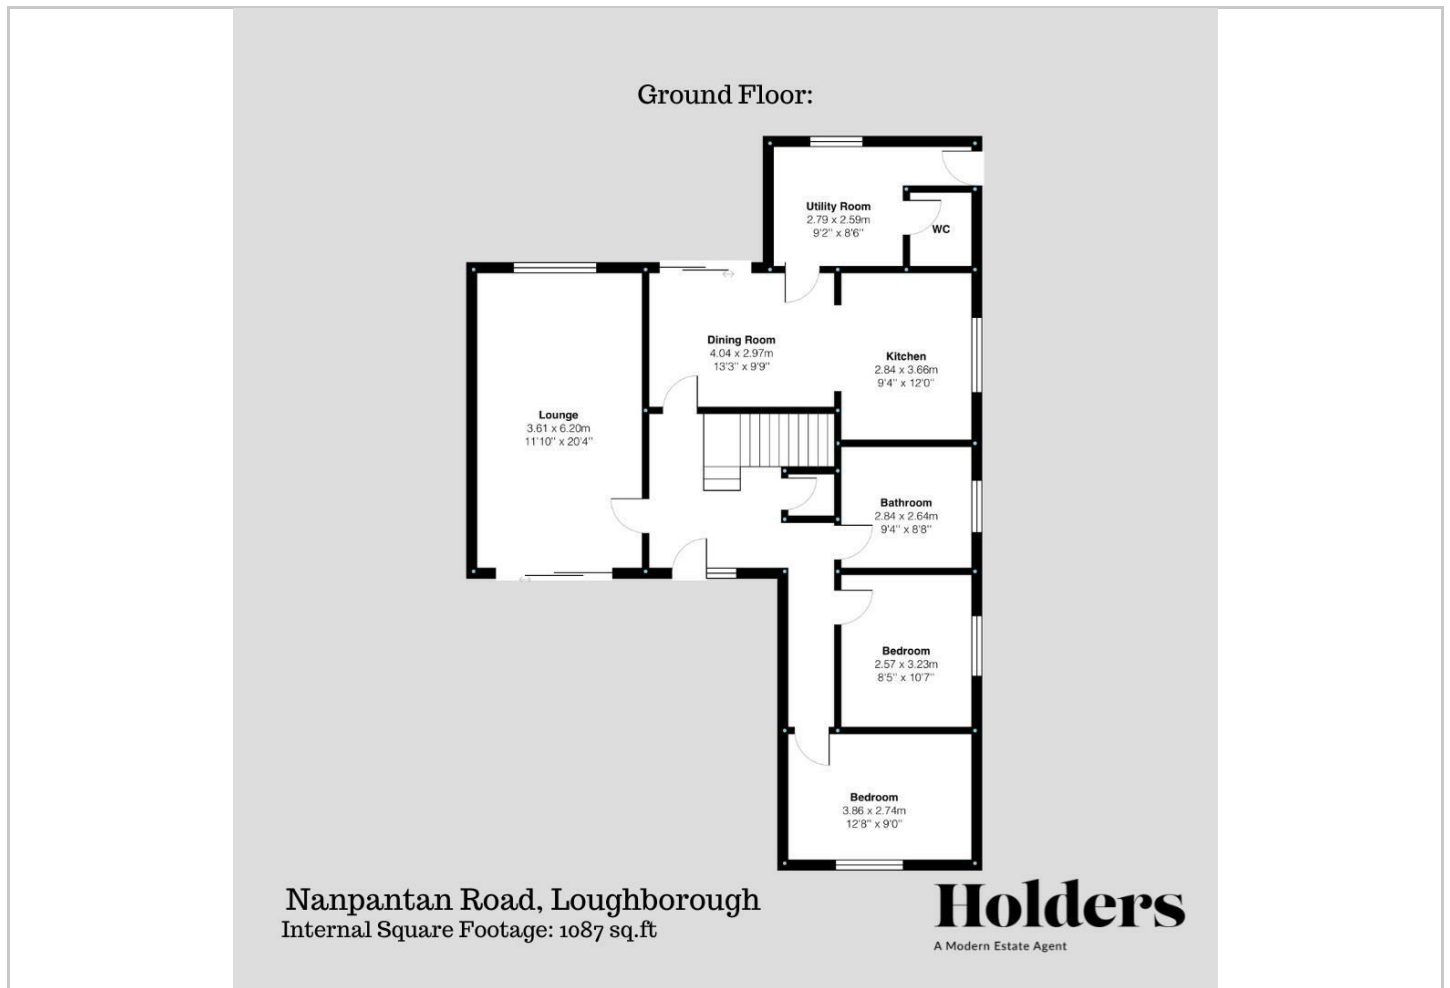 Ground Floor:
Utility Room
2.79 x 2.59m
9'2" x 8'6"
WC
Dining Room
4.04 x 2.97m
13'3" x 9'9"
Kitchen
2.84 x 3.66m
9'4" x 12'0"
Lounge
3.61 x 6.20m
11'10" x 20'4"
Bathroom
2.84 x 2.64m
9'4" x 8'8"
Bedroom
2.57 x 3.23m
8'5" x 10'7"
Bedroom
3.86 x 2.74m
12'8" x 9'0"
Nanpantan Road, Loughborough
Internal Square Footage: 1087 sq.ft
Holders
A Modern Estate Agent